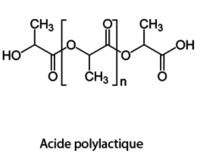 CH₃ O CH₃
HO O O OH
O CH₃ n O
Acide polylactique